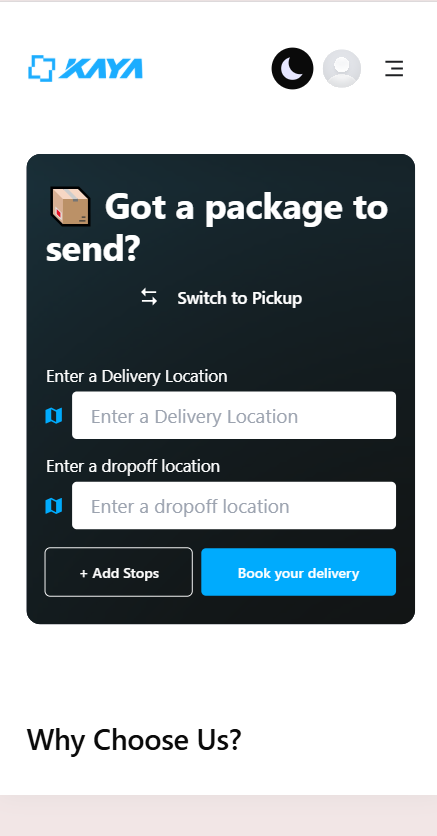 KAYA
Got a package to
send?
Switch to Pickup
Enter a Delivery Location
Enter a Delivery Location
Enter a dropoff location
Enter a dropoff location
+ Add Stops
Book your delivery
Why Choose Us?